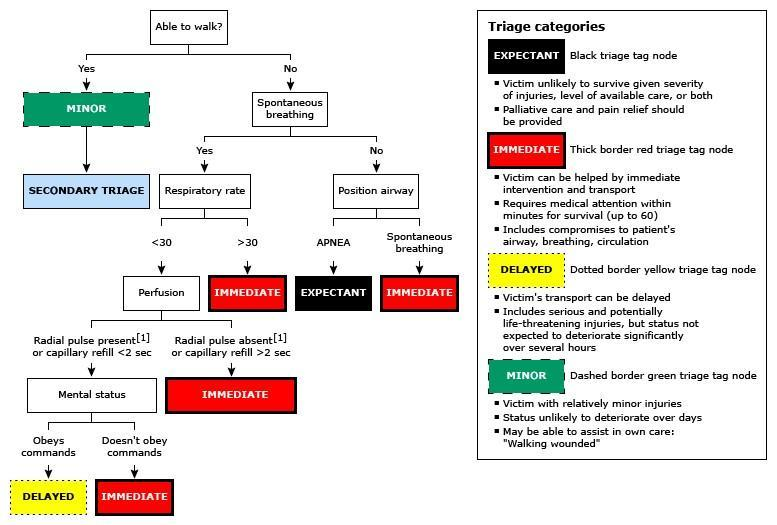 Able to walk?
Yes
No
MINOR
Spontaneous
breathing
Yes
No
SECONDARY TRIAGE
Respiratory rate
Position airway
<30
>30
APNEA
Spontaneous
breathing
Perfusion
IMMEDIATE
EXPECTANT
IMMEDIATE
Radial pulse present[1]
or capillary refill <2 sec
Radial pulse absent[1]
or capillary refill >2 sec
Mental status
IMMEDIATE
Obeys
commands
Doesn't obey
commands
DELAYED
IMMEDIATE
Triage categories
EXPECTANT Black triage tag node
▪ Victim unlikely to survive given severity
of injuries, level of available care, or both
▪ Palliative care and pain relief should
be provided
IMMEDIATE Thick border red triage tag node
▪ Victim can be helped by immediate
intervention and transport
▪ Requires medical attention within
minutes for survival (up to 60)
▪ Includes compromises to patient's
airway, breathing, circulation
DELAYED Dotted border yellow triage tag node
▪ Victim's transport can be delayed
▪ Includes serious and potentially
life-threatening injuries, but status not
expected to deteriorate significantly
over several hours
MINOR Dashed border green triage tag node
▪ Victim with relatively minor injuries
▪ Status unlikely to deteriorate over days
▪ May be able to assist in own care:
"Walking wounded"